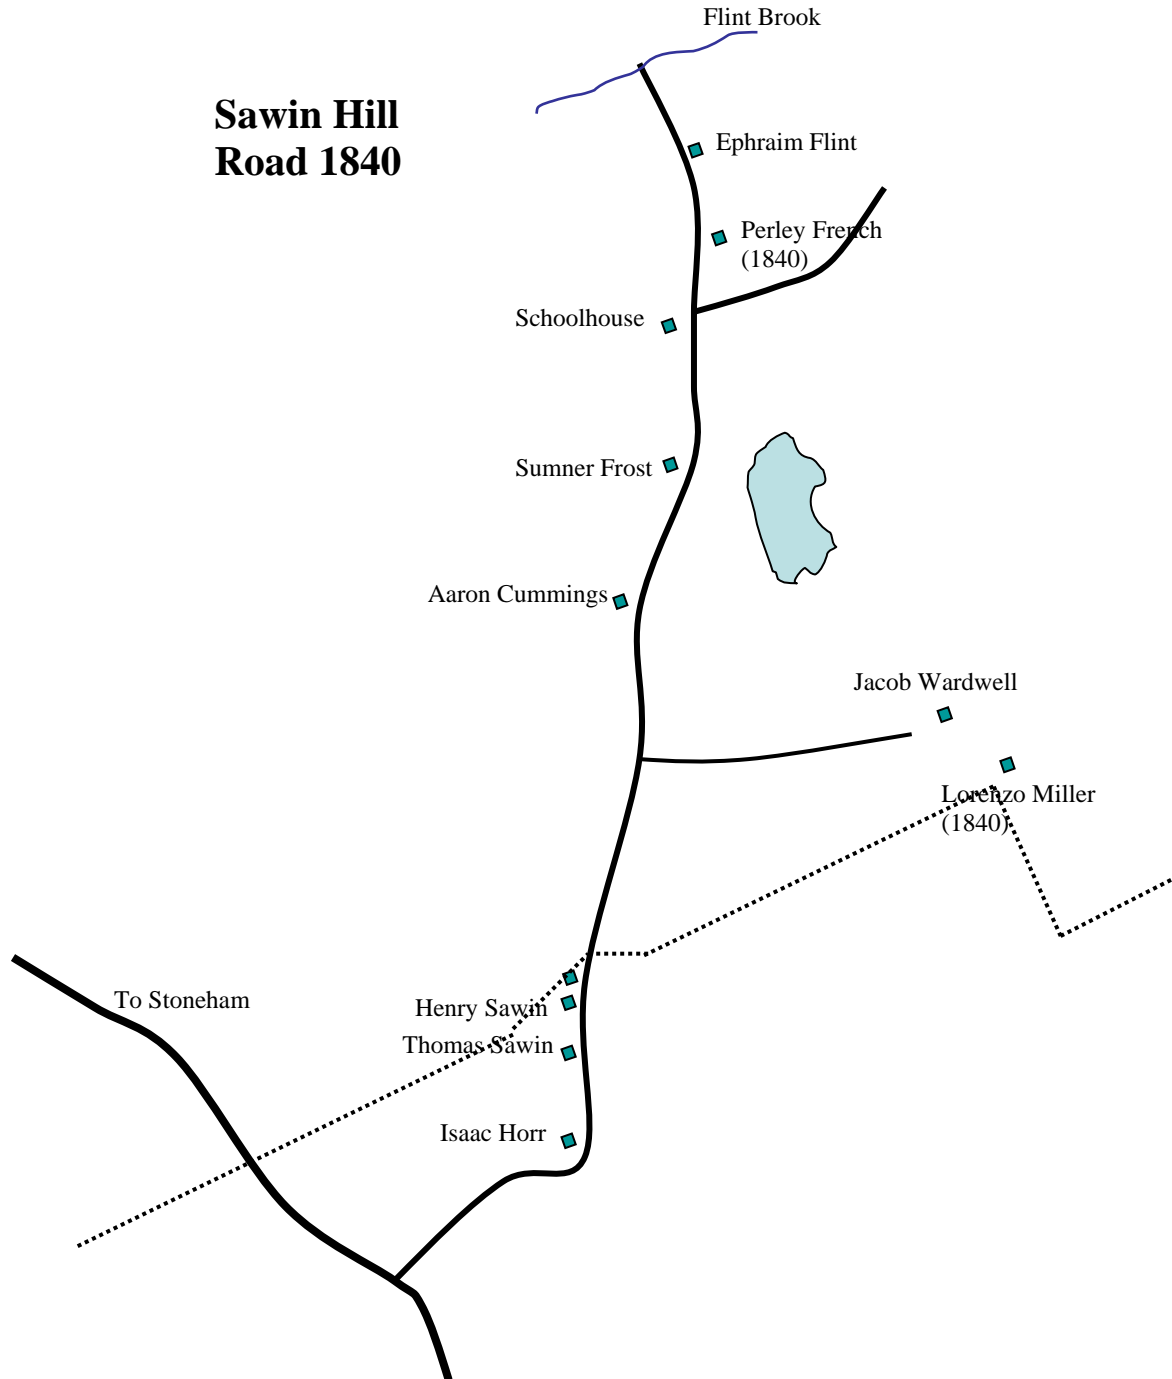 Flint Brook
Sawin Hill
Road 1840
Ephraim Flint
Perley French
(1840)
Schoolhouse
Sumner Frost
Aaron Cummings
Jacob Wardwell
Lorenzo Miller
(1840)
To Stoneham
Henry Sawin
Thomas Sawin
Isaac Horr